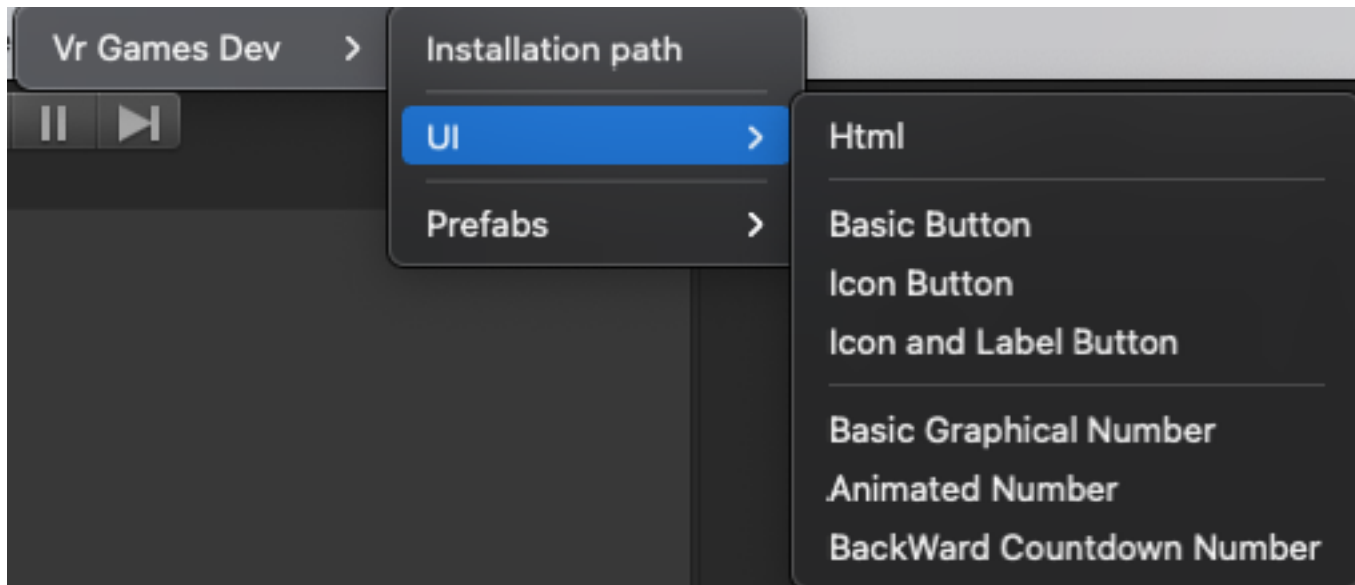 Vr Games Dev
Installation path
UI
Prefabs
Html
Basic Button
Icon Button
Icon and Label Button
Basic Graphical Number
Animated Number
BackWard Countdown Number